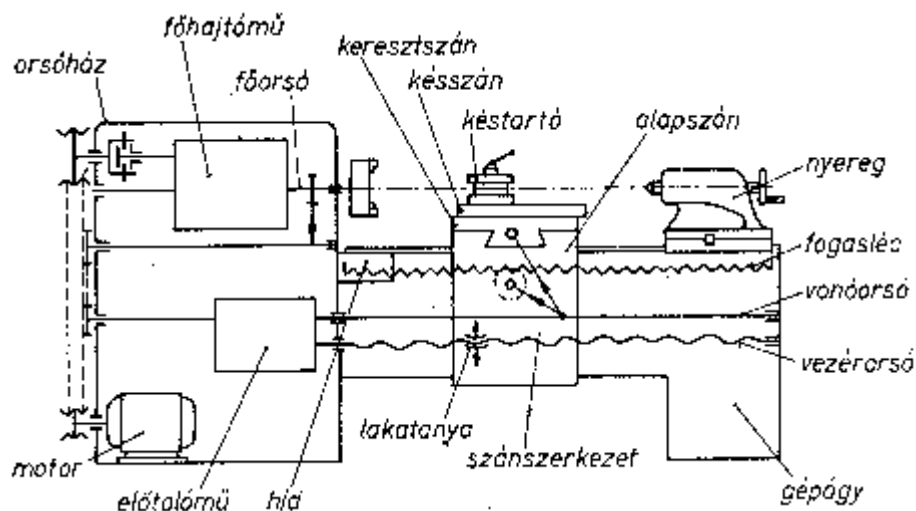 főhajtómű
keresztszán
orsóház
késszán
főorsó
késtartó
alapszán
nyereg
fogasléc
vonóorsó
vezérorsó
lakatanya
szánszerkezet
motor
előtolómű
híd
gépágy